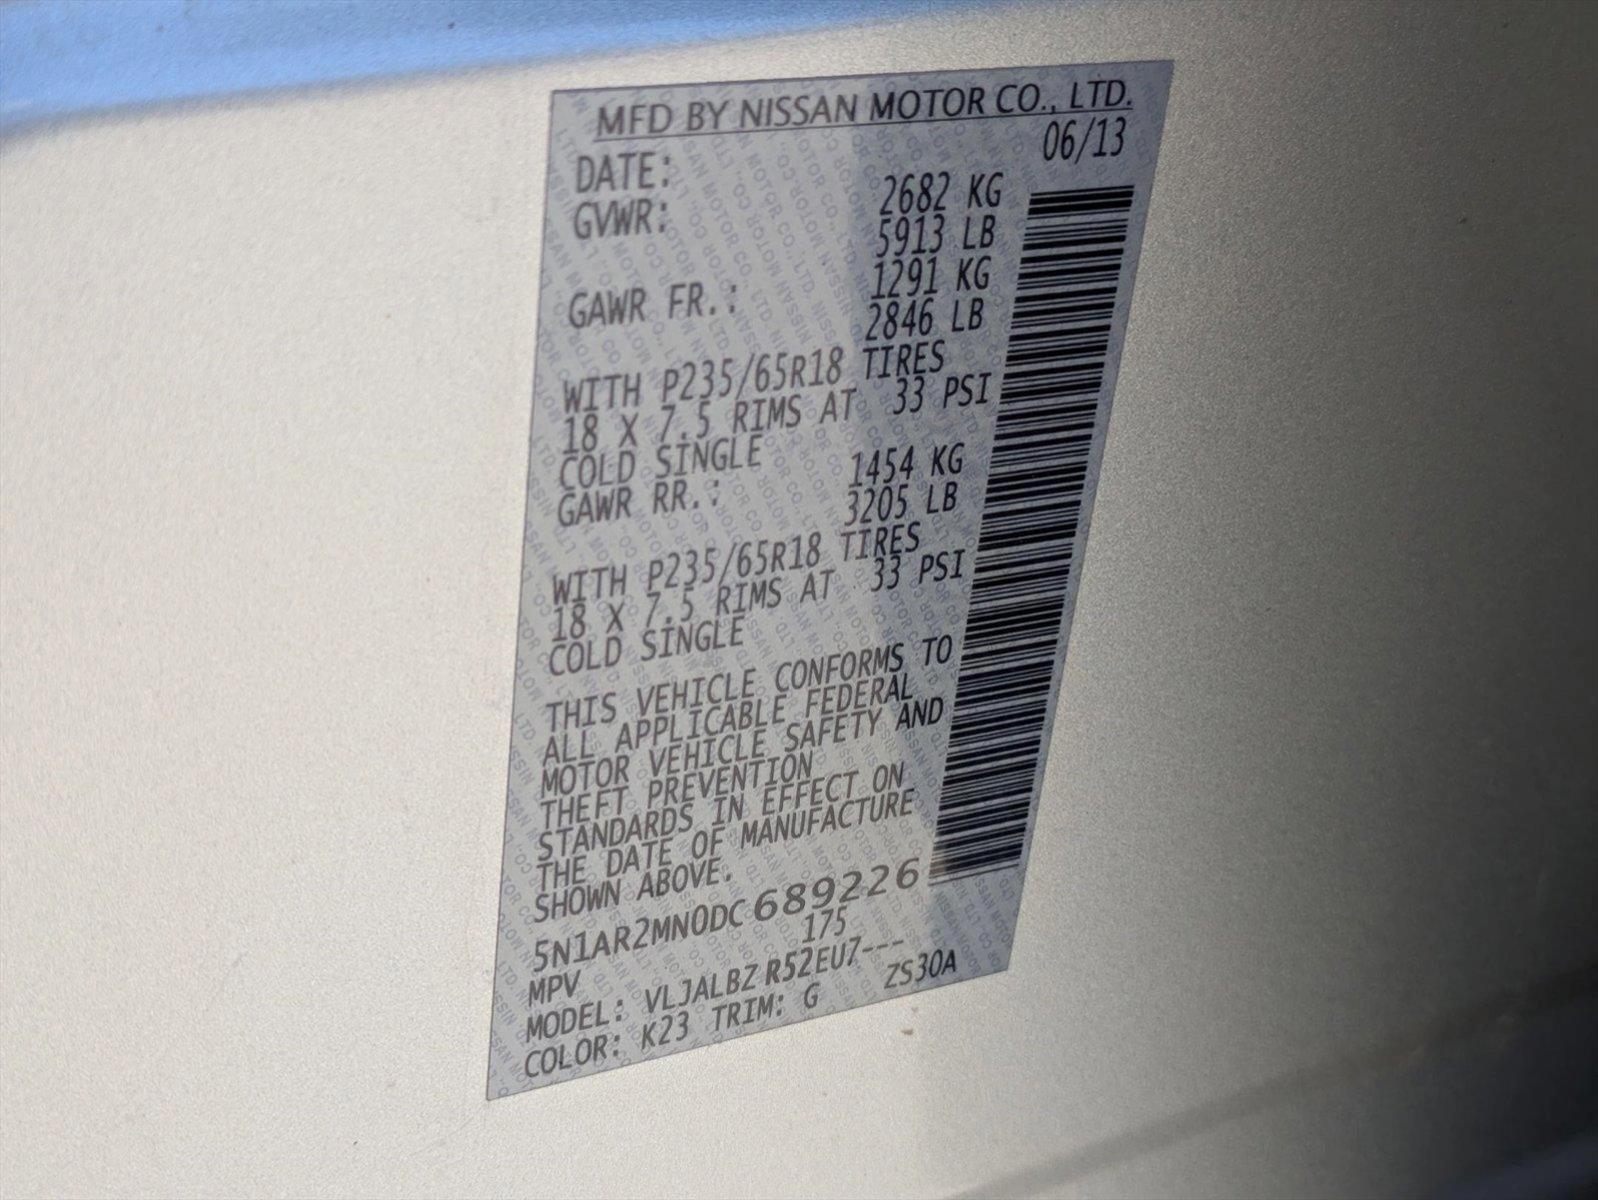 MFD BY NISSAN MOTOR CO., LTD.
DATE: 06/13
GVWR: 2682 KG
5913 LB
GAWR FR.: 1291 KG
2846 LB
WITH P235/65R18 TIRES
18 X 7.5 RIMS AT 33 PSI
COLD SINGLE
GAWR RR.: 1454 KG
3205 LB
WITH P235/65R18 TIRES
18 X 7.5 RIMS AT 33 PSI
COLD SINGLE
THIS VEHICLE CONFORMS TO
ALL APPLICABLE FEDERAL
MOTOR VEHICLE SAFETY AND
THEFT PREVENTION
STANDARDS IN EFFECT ON
THE DATE OF MANUFACTURE
SHOWN ABOVE.
5N1AR2MN0DC689226
MPV 175
MODEL: VLJALBZ R52EU7---
COLOR: K23 TRIM: G ZS30A